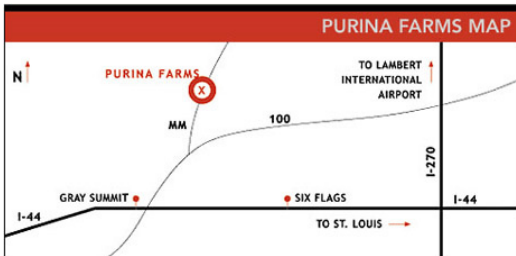 PURINA FARMS MAP
N
PURINA FARMS
X
TO LAMBERT
INTERNATIONAL
AIRPORT
MM
100
I-270
GRAY SUMMIT
SIX FLAGS
I-44
I-44
TO ST. LOUIS